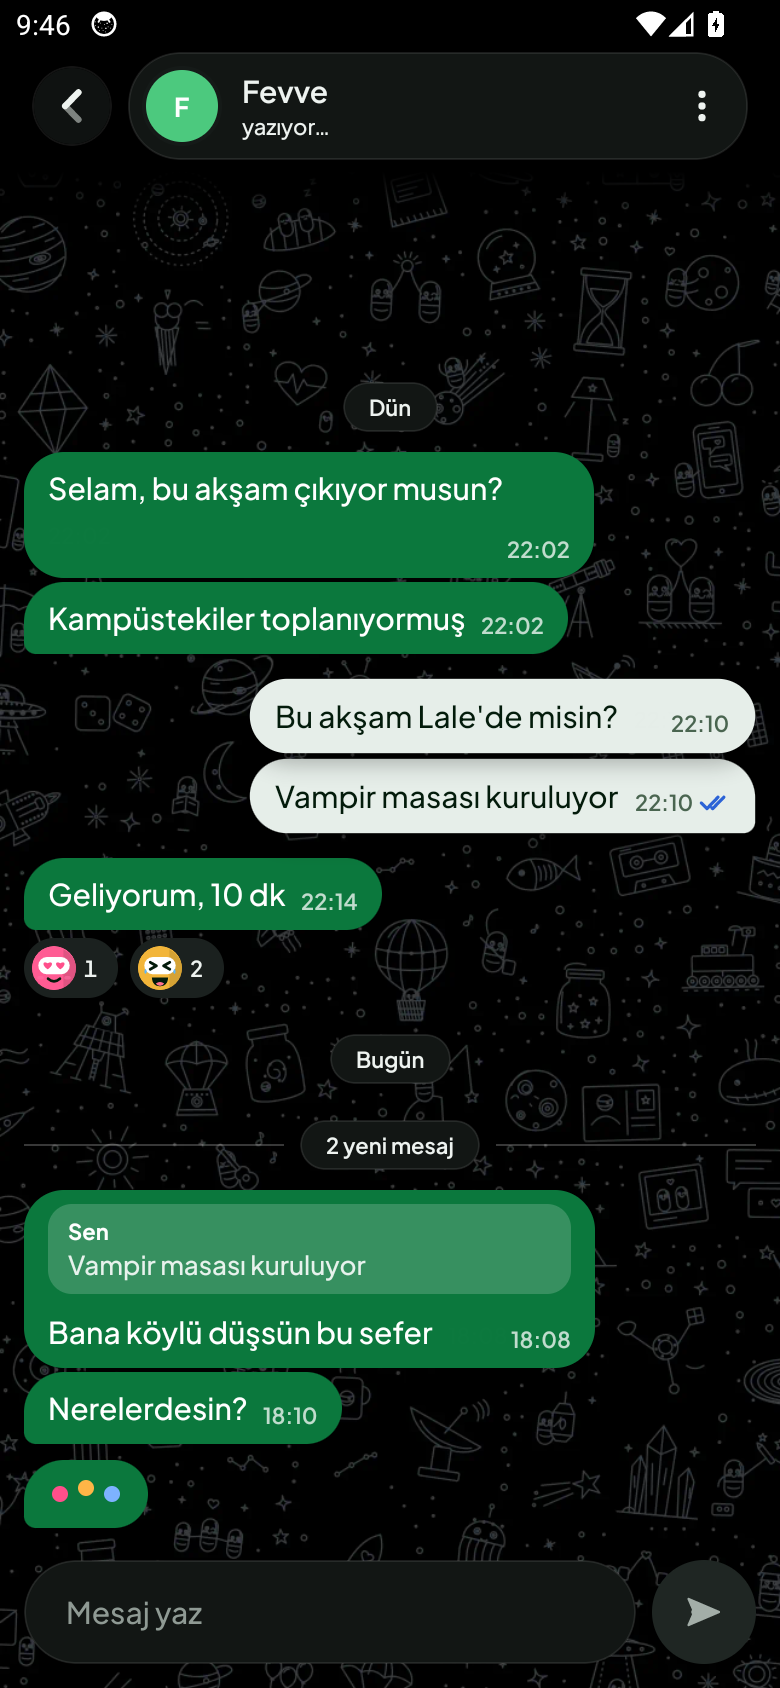 9:46
F
Fevve
yazıyor...
Dün
Selam, bu akşam çıkıyor musun?
22:02
Kampüstekiler toplanıyormuş 22:02
Bu akşam Lale'de misin? 22:10
Vampir masası kuruluyor 22:10
Geliyorum, 10 dk 22:14
1 2
Bugün
2 yeni mesaj
Sen
Vampir masası kuruluyor
Bana köylü düşsün bu sefer 18:08
Nerelerdesin? 18:10
Mesaj yaz